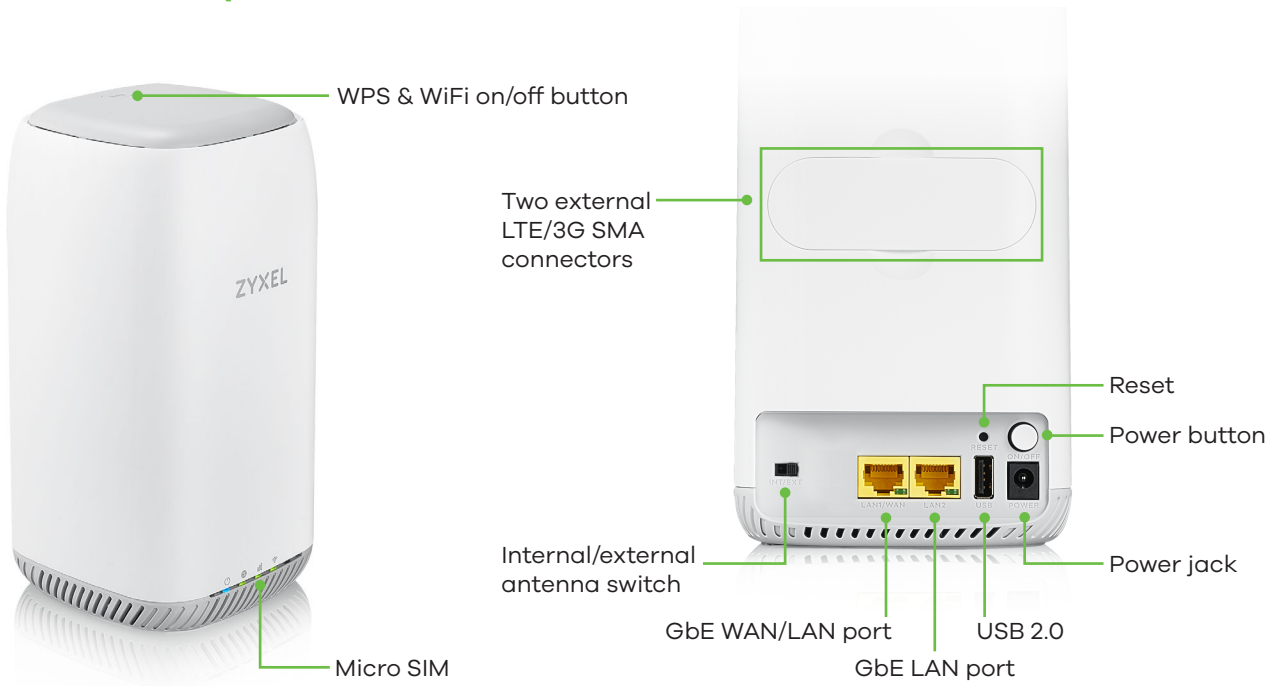 WPS & WiFi on/off button
ZYXEL
Micro SIM
Two external
LTE/3G SMA
connectors
Reset
Power button
RESET
ON/OFF
INT/EXT
LAN1/WAN
LAN2
USB
POWER
Internal/external
antenna switch
Power jack
GbE WAN/LAN port
USB 2.0
GbE LAN port